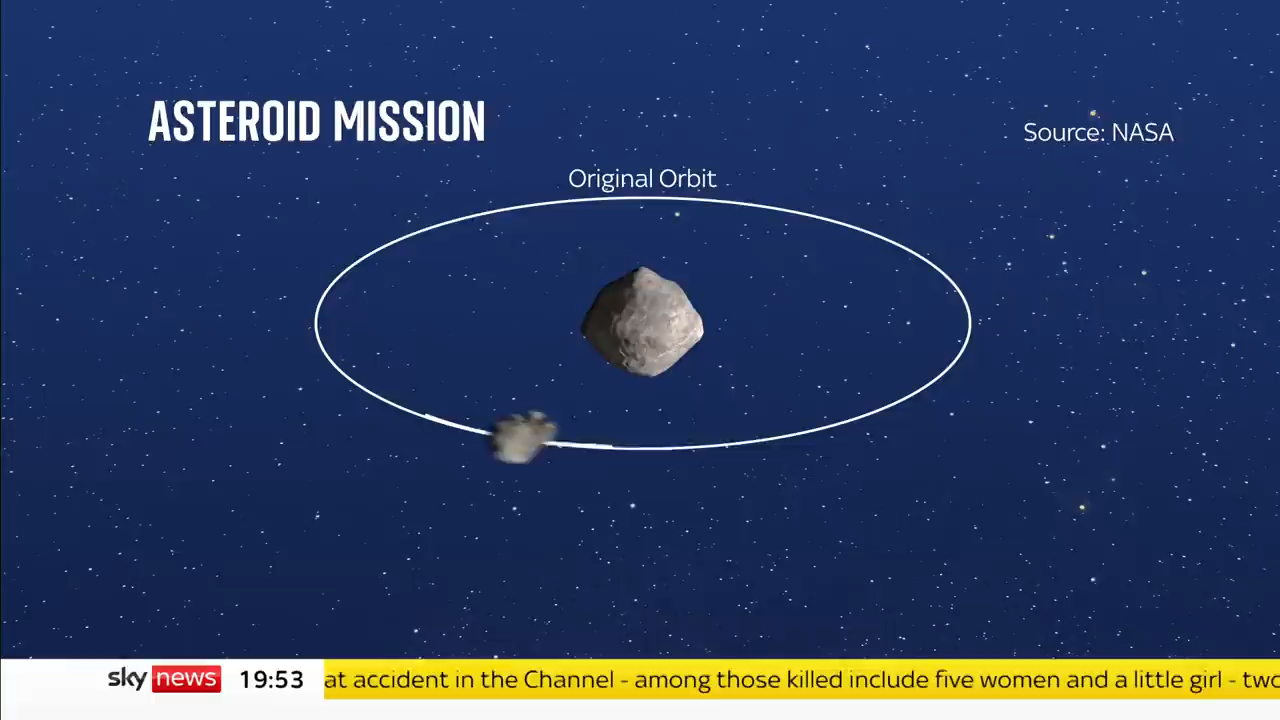 ASTEROID MISSION
Source: NASA
Original Orbit
sky news 19:53 at accident in the Channel - among those killed include five women and a little girl - two